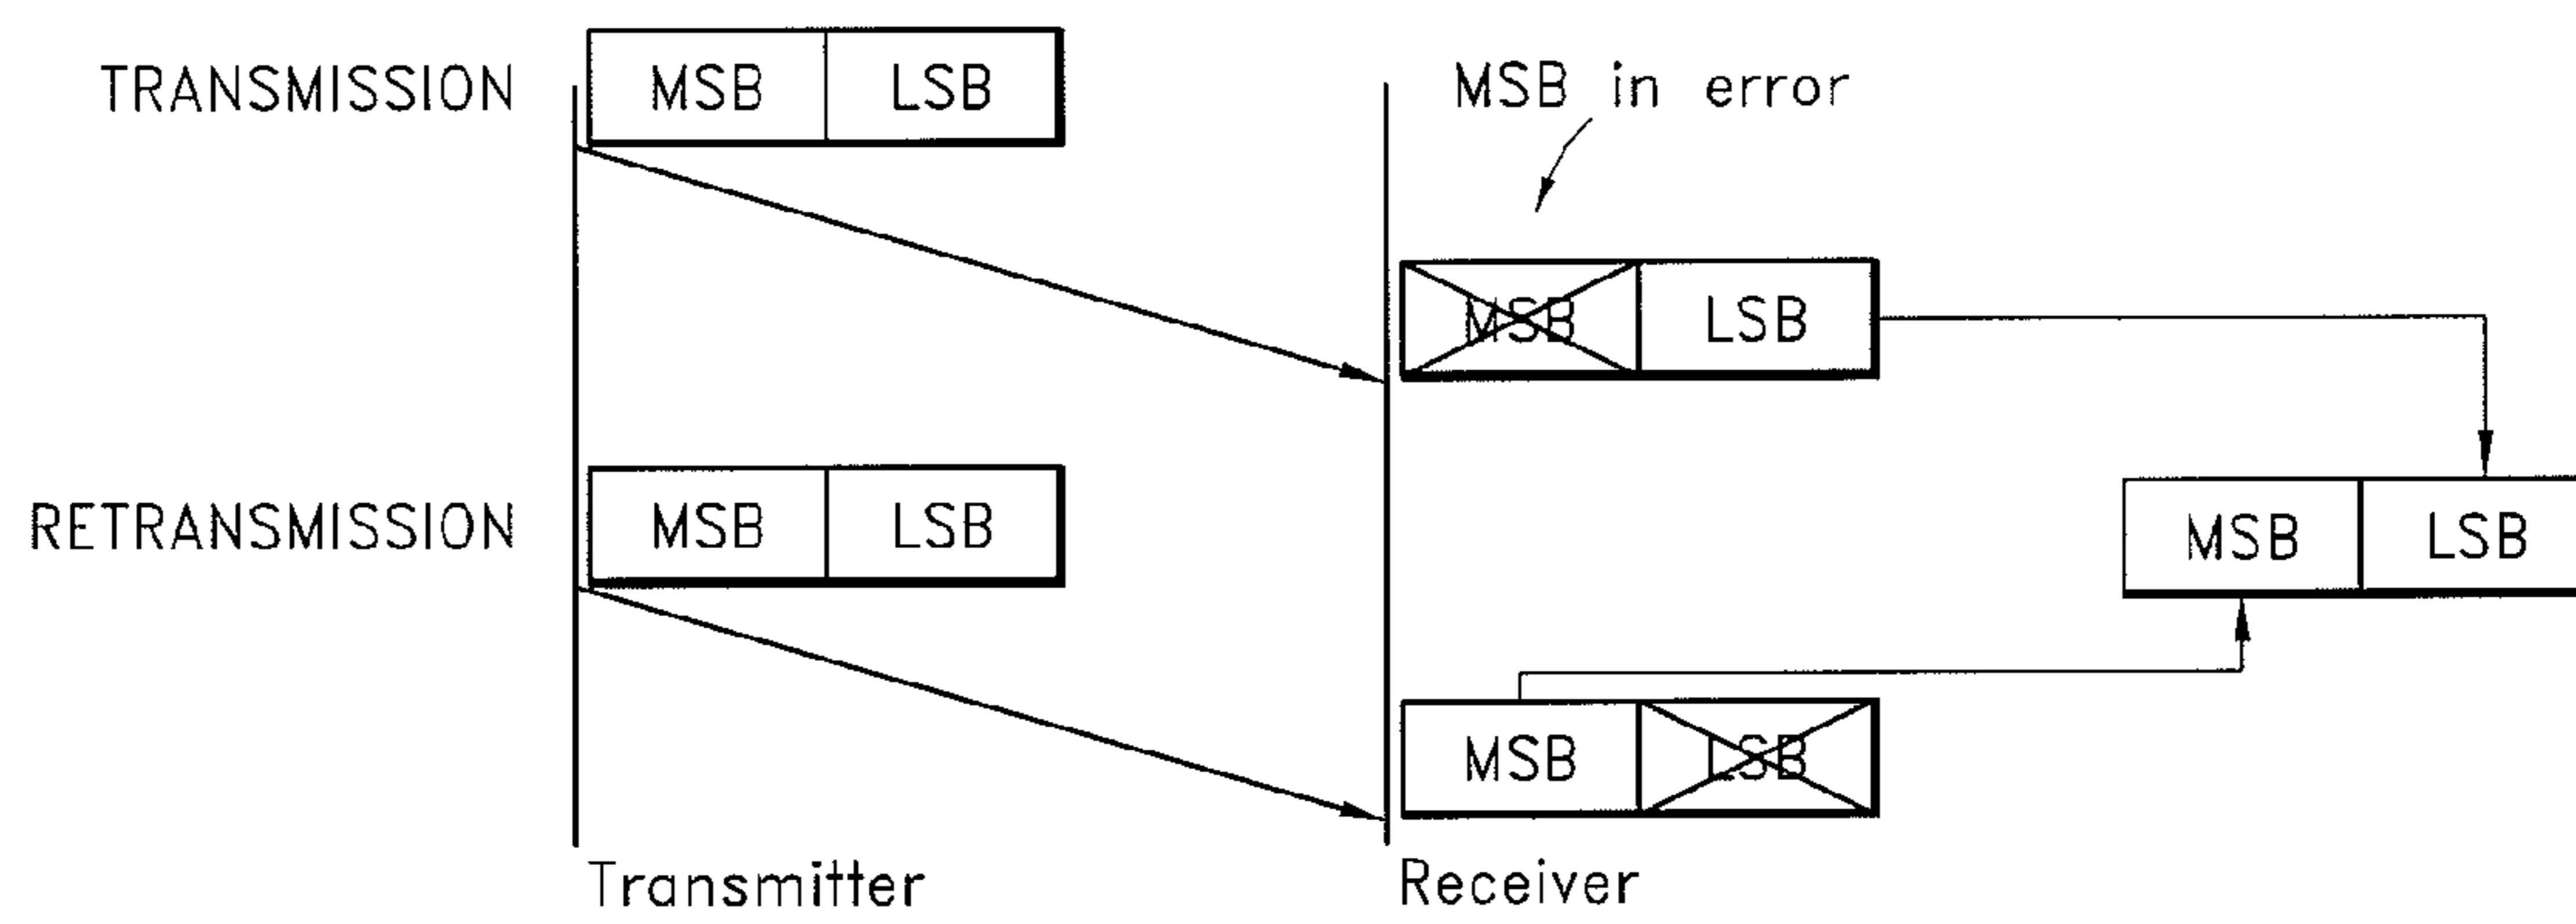 TRANSMISSION
MSB LSB
MSB in error
MSB LSB
RETRANSMISSION
MSB LSB
MSB LSB
MSB LSB
Transmitter
Receiver